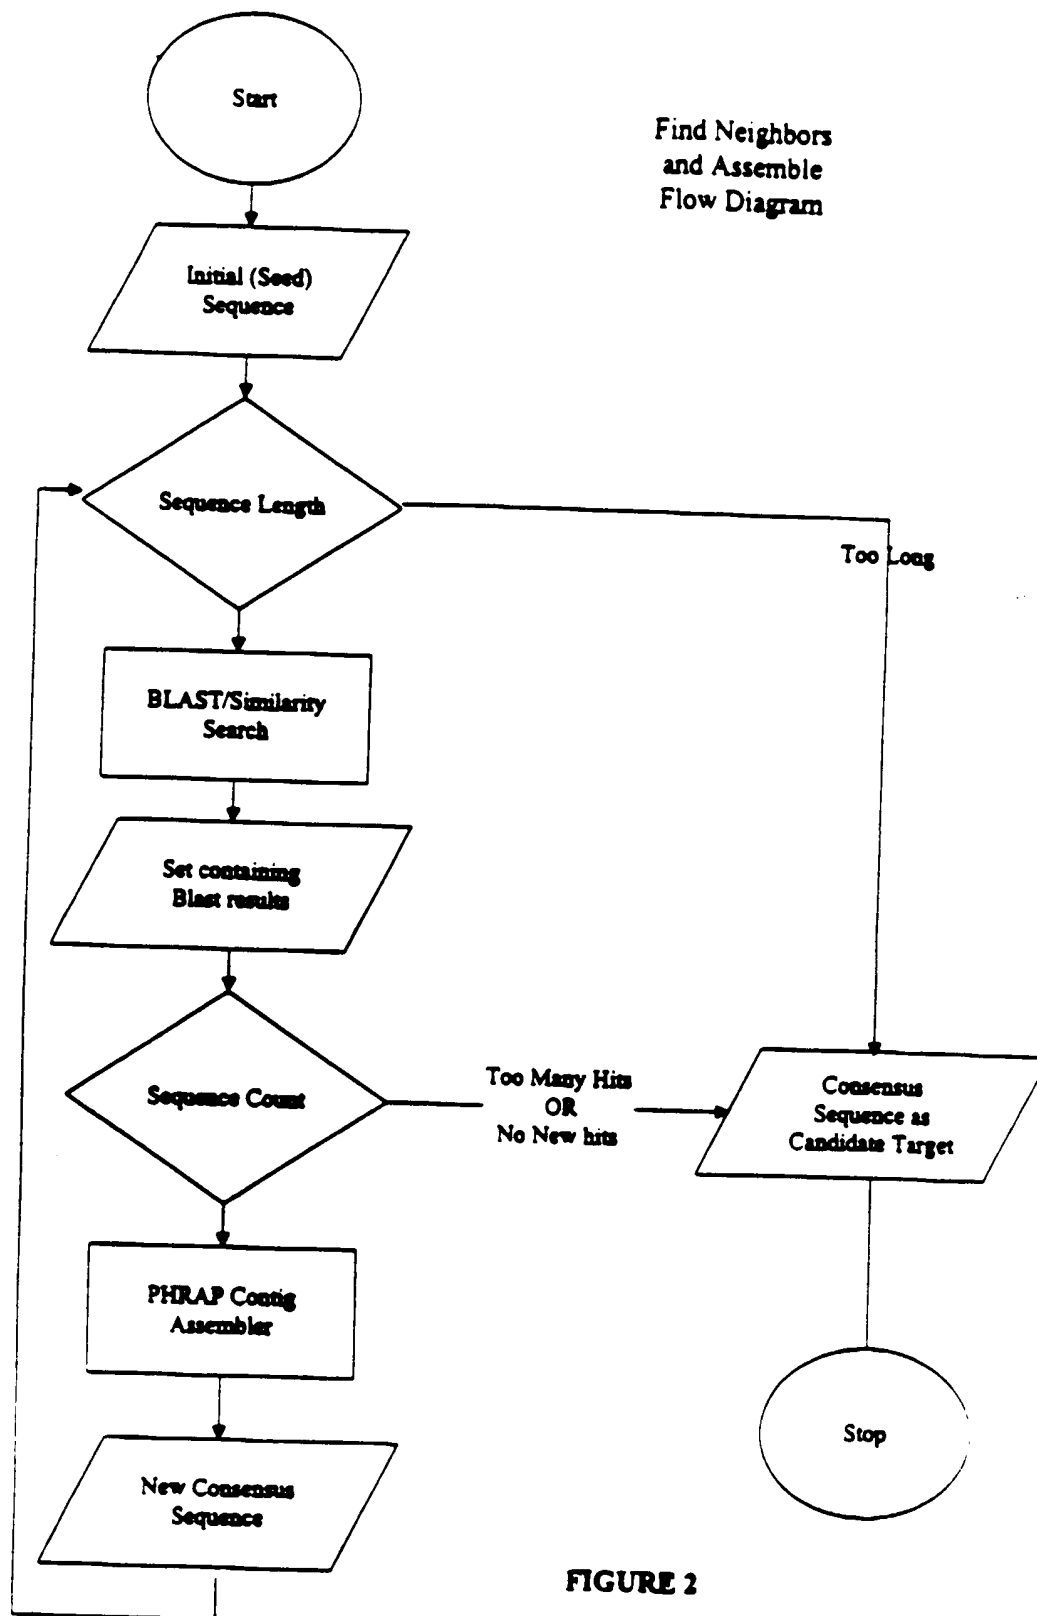 Start
Find Neighbors
and Assemble
Flow Diagram
Initial (Seed)
Sequence
Sequence Length
Too Long
BLAST/Similarity
Search
Set containing
Blast results
Sequence Count
Too Many Hits
OR
No New hits
Consensus
Sequence as
Candidate Target
PHRAP Contig
Assembler
Stop
New Consensus
Sequence
FIGURE 2